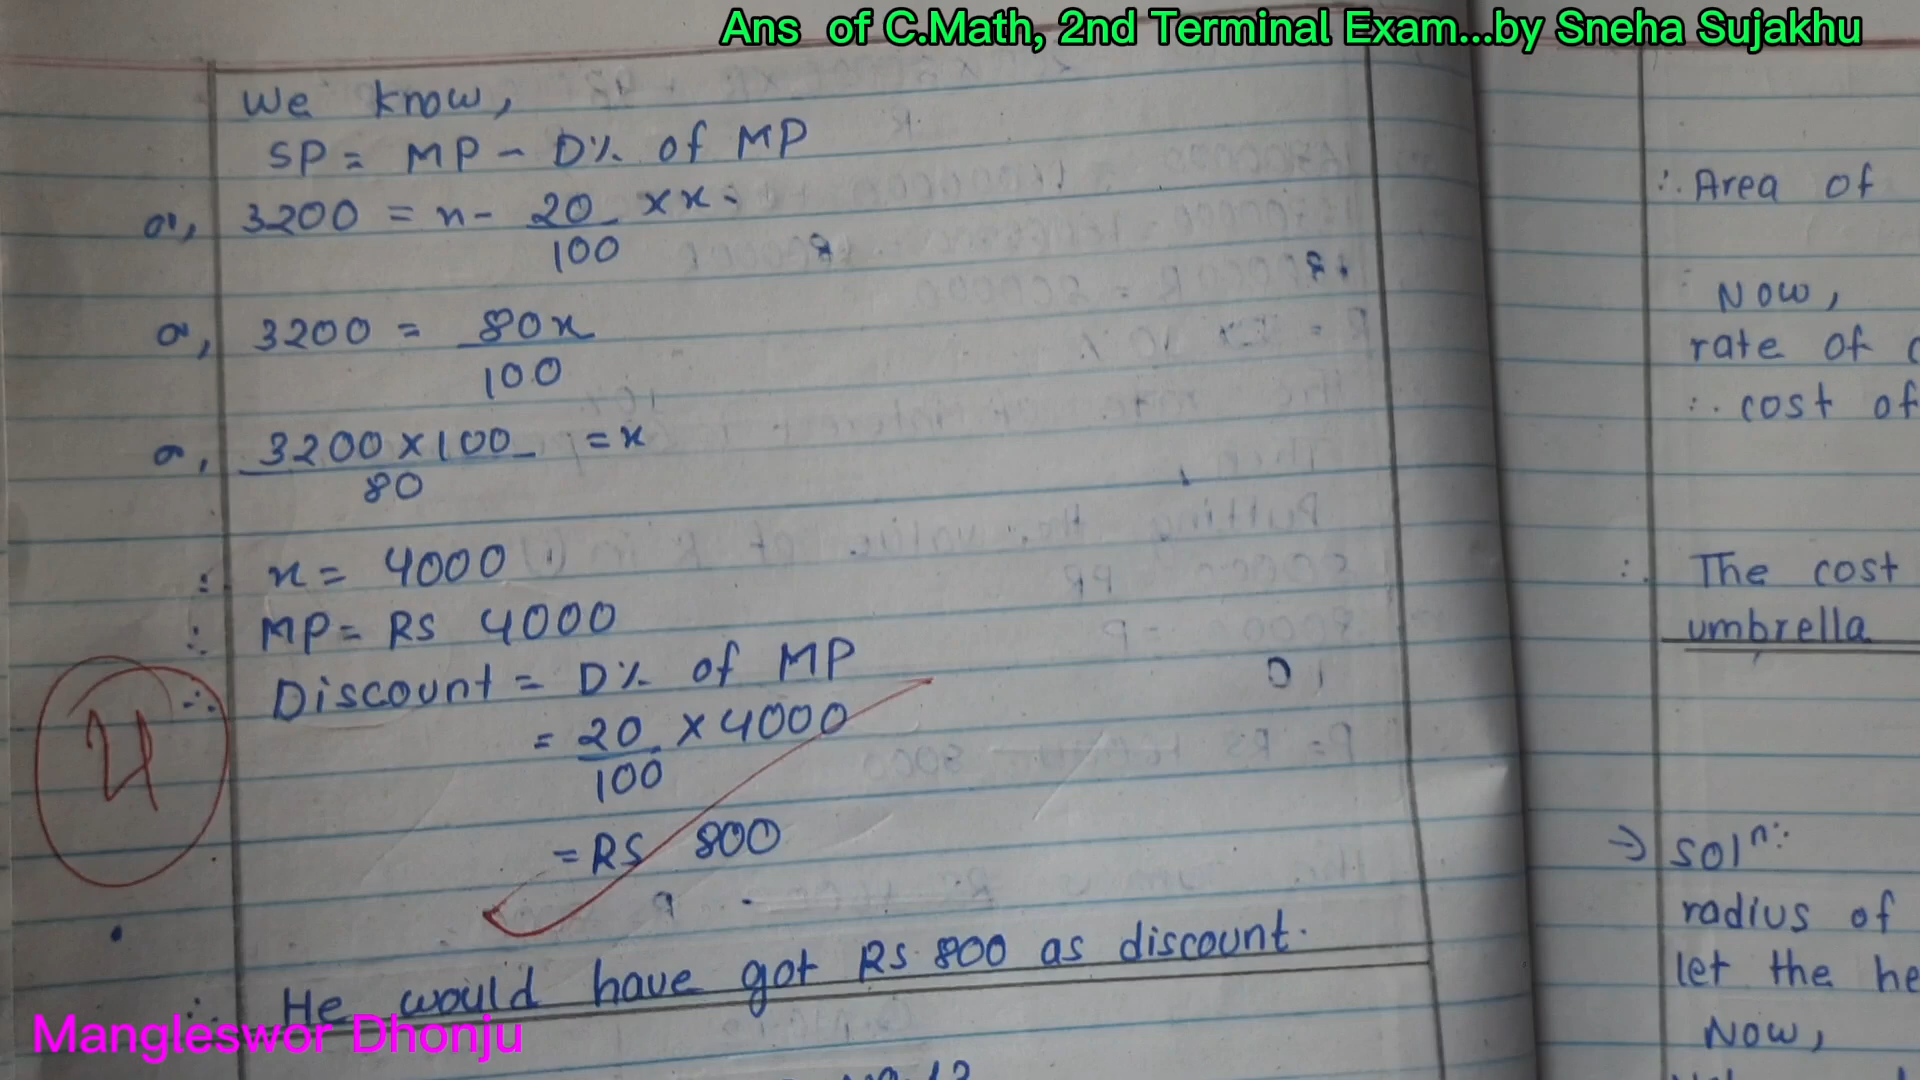 Ans of C.Math, 2nd Terminal Exam...by Sneha Sujakhu
We know,
SP = MP - D% of MP
or, 3200 = x - 20/100 × x
or, 3200 = 80x/100
or, 3200×100/80 = x
∴ x = 4000
∴ MP = RS 4000
∴ Discount = D% of MP
= 20/100 × 4000
= RS 800
4
∴ He would have got RS 800 as discount.
Mangleswor Dhonju
∴ Area of
Now,
rate of
∴ cost of
∴ The cost
umbrella
→ solⁿ:
radius of
let the he
Now,